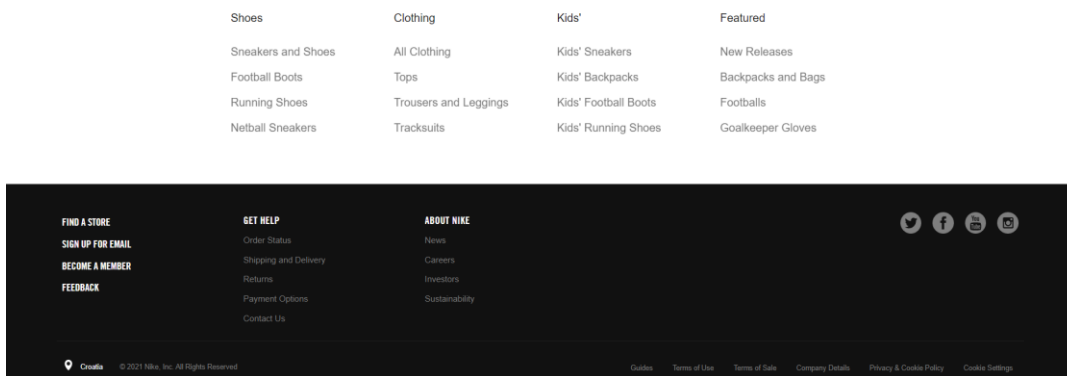 Shoes Clothing Kids' Featured
Sneakers and Shoes All Clothing Kids' Sneakers New Releases
Football Boots Tops Kids' Backpacks Backpacks and Bags
Running Shoes Trousers and Leggings Kids' Football Boots Footballs
Netball Sneakers Tracksuits Kids' Running Shoes Goalkeeper Gloves
FIND A STORE
SIGN UP FOR EMAIL
BECOME A MEMBER
FEEDBACK
GET HELP
Order Status
Shipping and Delivery
Returns
Payment Options
Contact Us
ABOUT NIKE
News
Careers
Investors
Sustainability
You
Tube
Croatia © 2021 Nike, Inc. All Rights Reserved
Guides Terms of Use Terms of Sale Company Details Privacy & Cookie Policy Cookie Settings